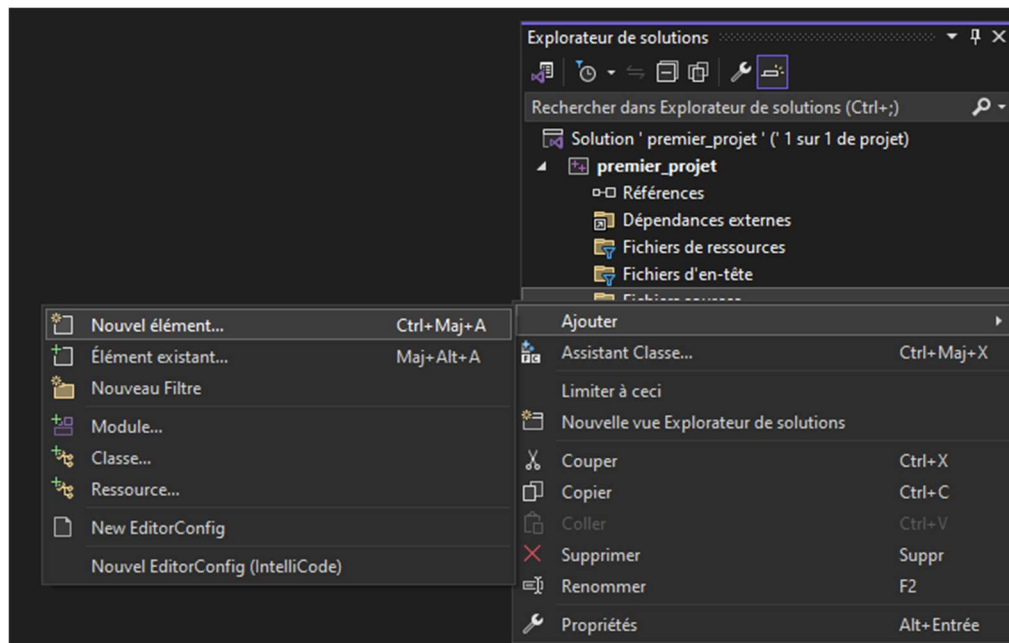 Explorateur de solutions
Rechercher dans Explorateur de solutions (Ctrl+;)
Solution ' premier_projet ' (' 1 sur 1 de projet)
premier_projet
Références
Dépendances externes
Fichiers de ressources
Fichiers d'en-tête
Fichiers sources
Nouvel élément... Ctrl+Maj+A
Élément existant... Maj+Alt+A
Nouveau Filtre
Module...
Classe...
Ressource...
New EditorConfig
Nouvel EditorConfig (IntelliCode)
Ajouter
Assistant Classe... Ctrl+Maj+X
Limiter à ceci
Nouvelle vue Explorateur de solutions
Couper Ctrl+X
Copier Ctrl+C
Coller Ctrl+V
Supprimer Suppr
Renommer F2
Propriétés Alt+Entrée